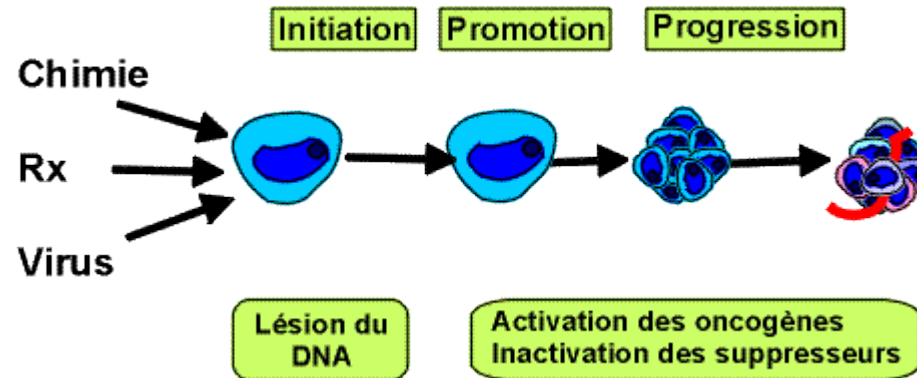 Initiation
Promotion
Progression
Chimie
Rx
Virus
Lésion du
DNA
Activation des oncogènes
Inactivation des suppresseurs